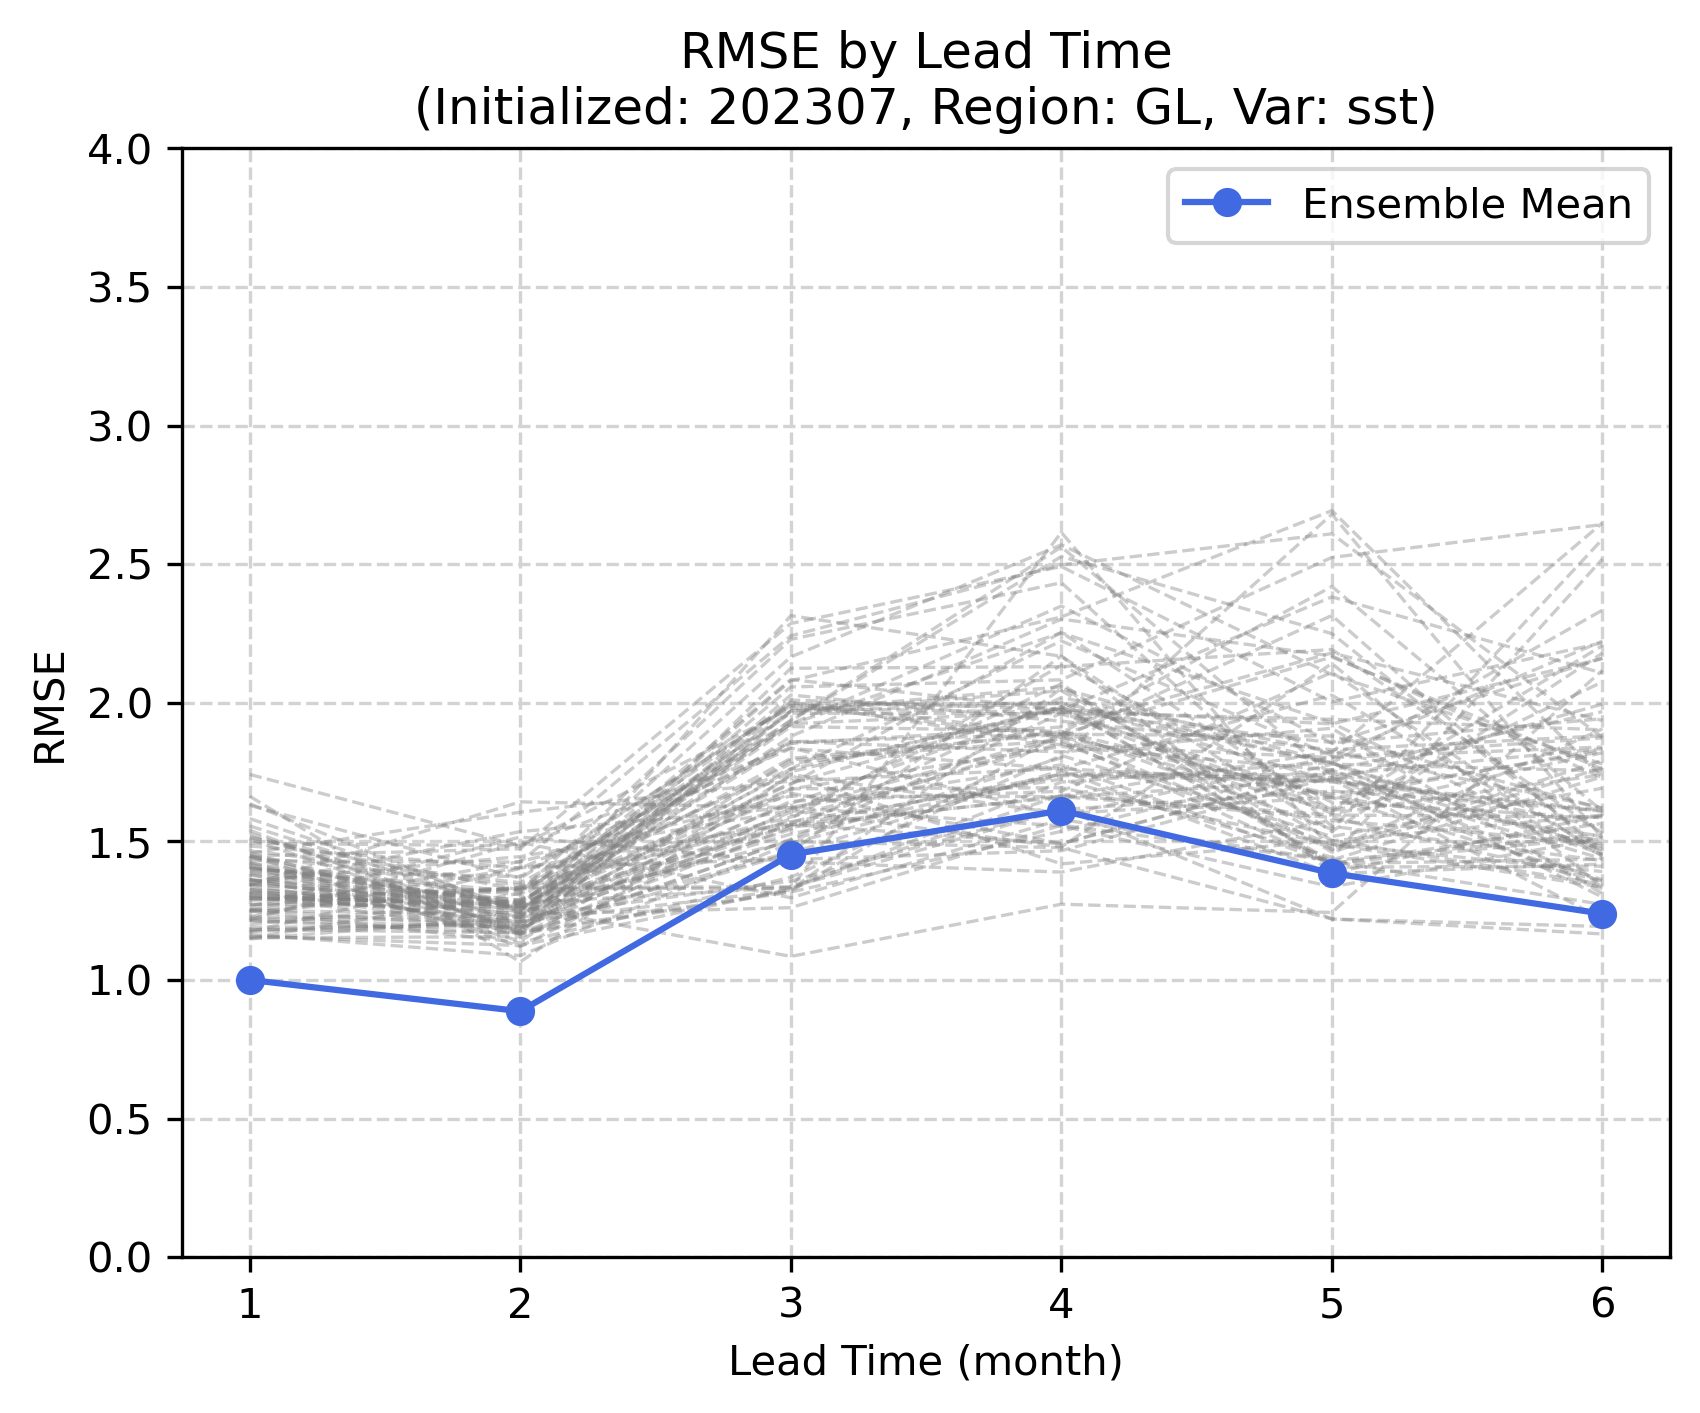 RMSE by Lead Time
(Initialized: 202307, Region: GL, Var: sst)
Ensemble Mean
4.0
3.5
3.0
2.5
2.0
1.5
1.0
0.5
0.0
RMSE
1 2 3 4 5 6
Lead Time (month)